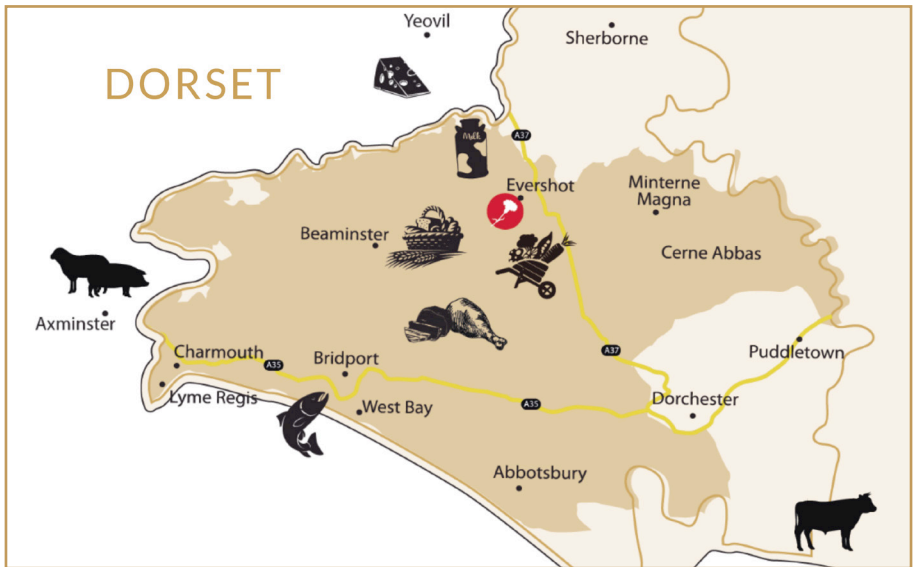 Yeovil
Sherborne
DORSET
Milk
A37
Evershot
Minterne
Magna
Beaminster
Cerne Abbas
Axminster
Charmouth
A35
Bridport
A37
Puddletown
Lyme Regis
West Bay
A35
Dorchester
Abbotsbury